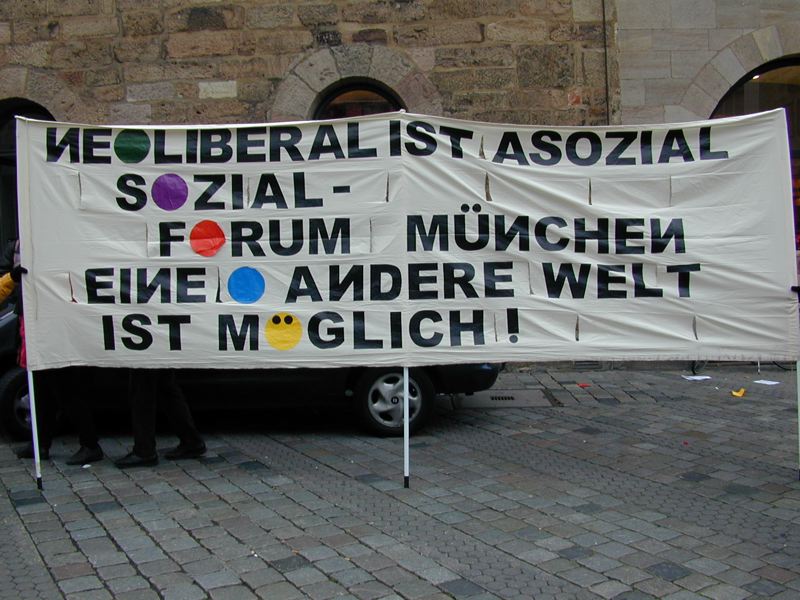 NEOLIBERAL IST ASOZIAL
SOZIAL-
FORUM MÜNCHEN
EINE ANDERE WELT
IST MÖGLICH!